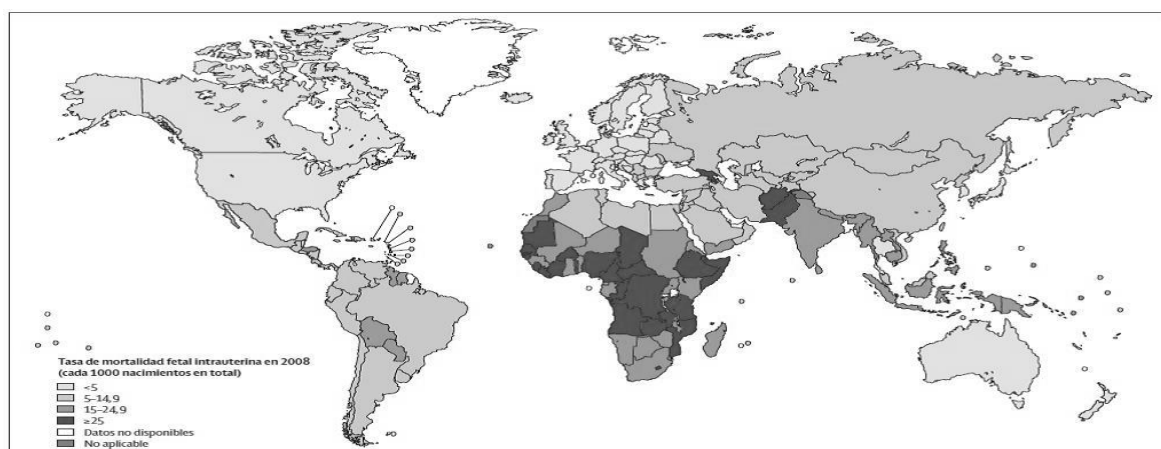 Tasa de mortalidad fetal intrauterina en 2008
(cada 1000 nacimientos en total)
<5
5–14,9
15–24,9
≥25
Datos no disponibles
No aplicable